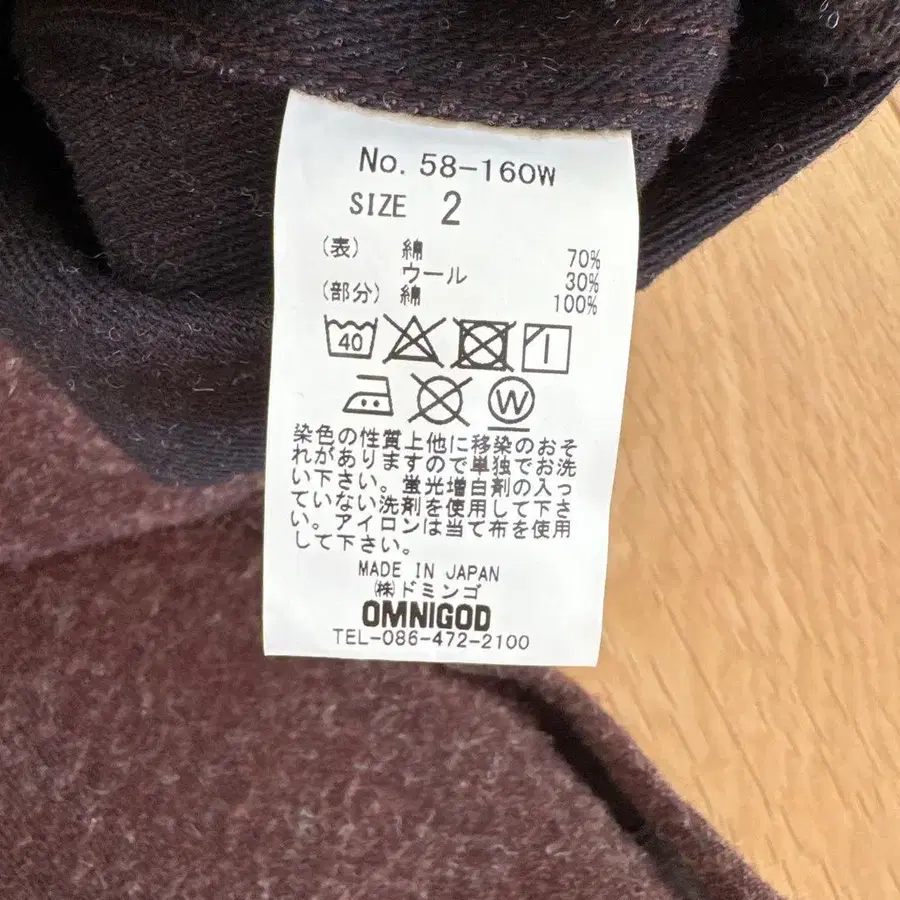 No. 58-160W
SIZE 2
(表) 綿 70%
ウール 30%
(部分) 綿 100%
40
W
染色の性質上他に移染のおそ
れがありますので単独でお洗
い下さい。蛍光増白剤の入っ
ていない洗剤を使用して下さ
い。アイロンは当て布を使用
して下さい。
MADE IN JAPAN
㈱ドミンゴ
OMNIGOD
TEL-086-472-2100